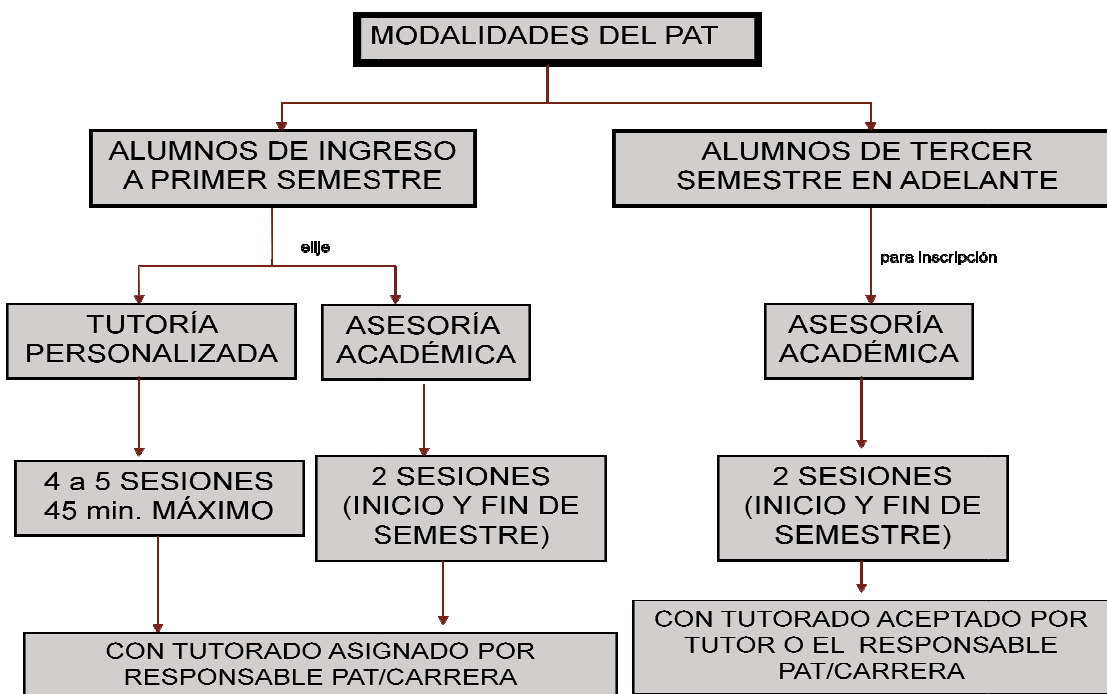 MODALIDADES DEL PAT
ALUMNOS DE INGRESO
A PRIMER SEMESTRE
ALUMNOS DE TERCER
SEMESTRE EN ADELANTE
elije
para inscripción
TUTORÍA
PERSONALIZADA
ASESORÍA
ACADÉMICA
ASESORÍA
ACADÉMICA
4 a 5 SESIONES
45 min. MÁXIMO
2 SESIONES
(INICIO Y FIN DE
SEMESTRE)
2 SESIONES
(INICIO Y FIN DE
SEMESTRE)
CON TUTORADO ASIGNADO POR
RESPONSABLE PAT/CARRERA
CON TUTORADO ACEPTADO POR
TUTOR O EL RESPONSABLE
PAT/CARRERA